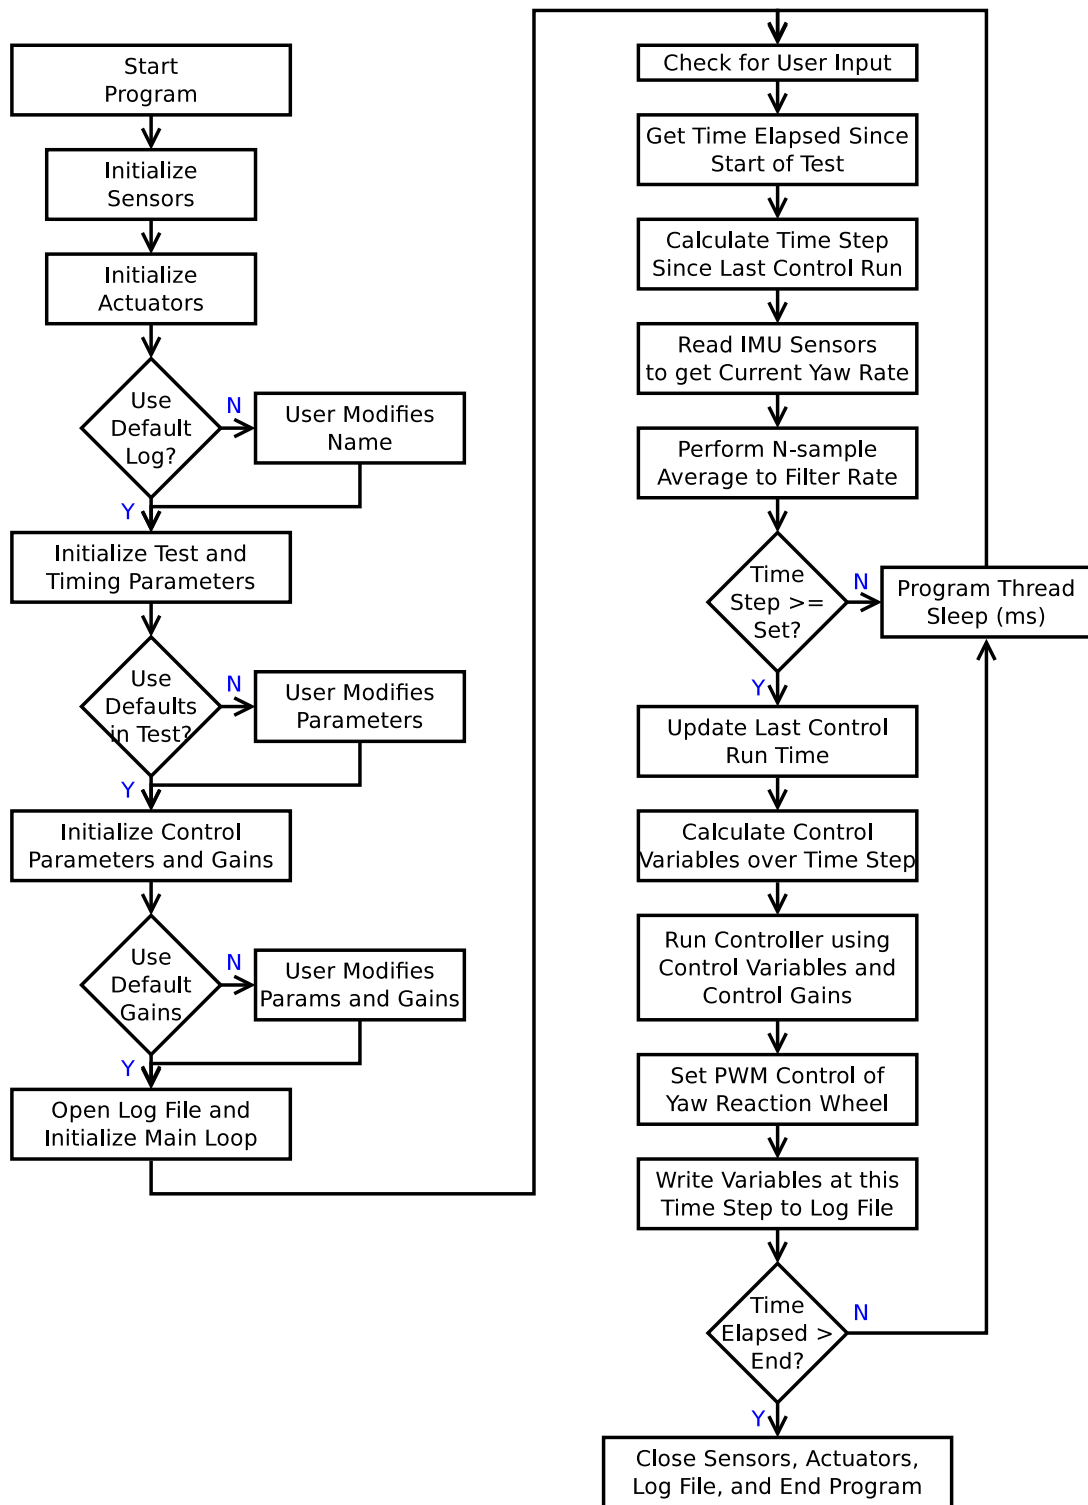 Start
Program
Initialize
Sensors
Initialize
Actuators
Use
Default
Log?
N
User Modifies
Name
Y
Initialize Test and
Timing Parameters
Use
Defaults
in Test?
N
User Modifies
Parameters
Y
Initialize Control
Parameters and Gains
Use
Default
Gains
N
User Modifies
Params and Gains
Y
Open Log File and
Initialize Main Loop
Check for User Input
Get Time Elapsed Since
Start of Test
Calculate Time Step
Since Last Control Run
Read IMU Sensors
to get Current Yaw Rate
Perform N-sample
Average to Filter Rate
Time
Step >=
Set?
N
Program Thread
Sleep (ms)
Y
Update Last Control
Run Time
Calculate Control
Variables over Time Step
Run Controller using
Control Variables and
Control Gains
Set PWM Control of
Yaw Reaction Wheel
Write Variables at this
Time Step to Log File
Time
Elapsed >
End?
N
Y
Close Sensors, Actuators,
Log File, and End Program